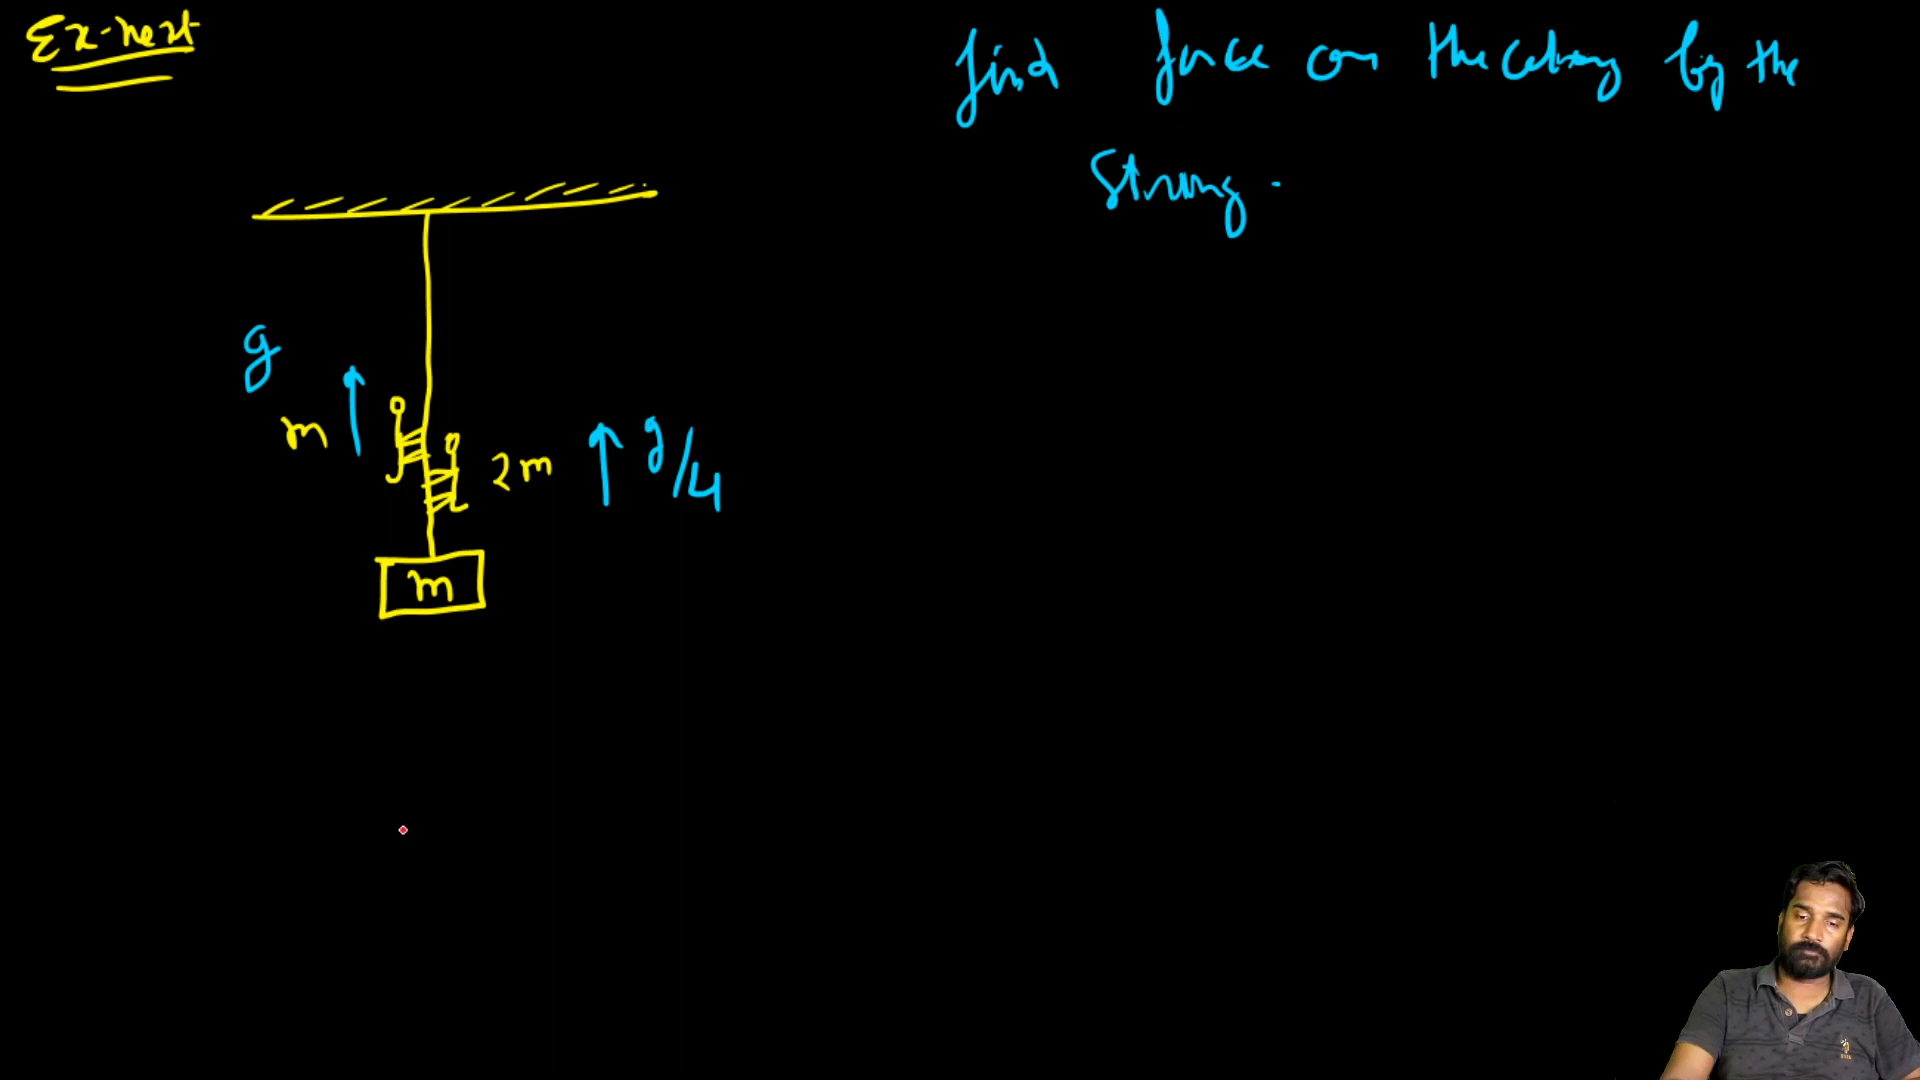 Ex-next
find force on the ceiling by the
string.
g
m
2m
g/4
m